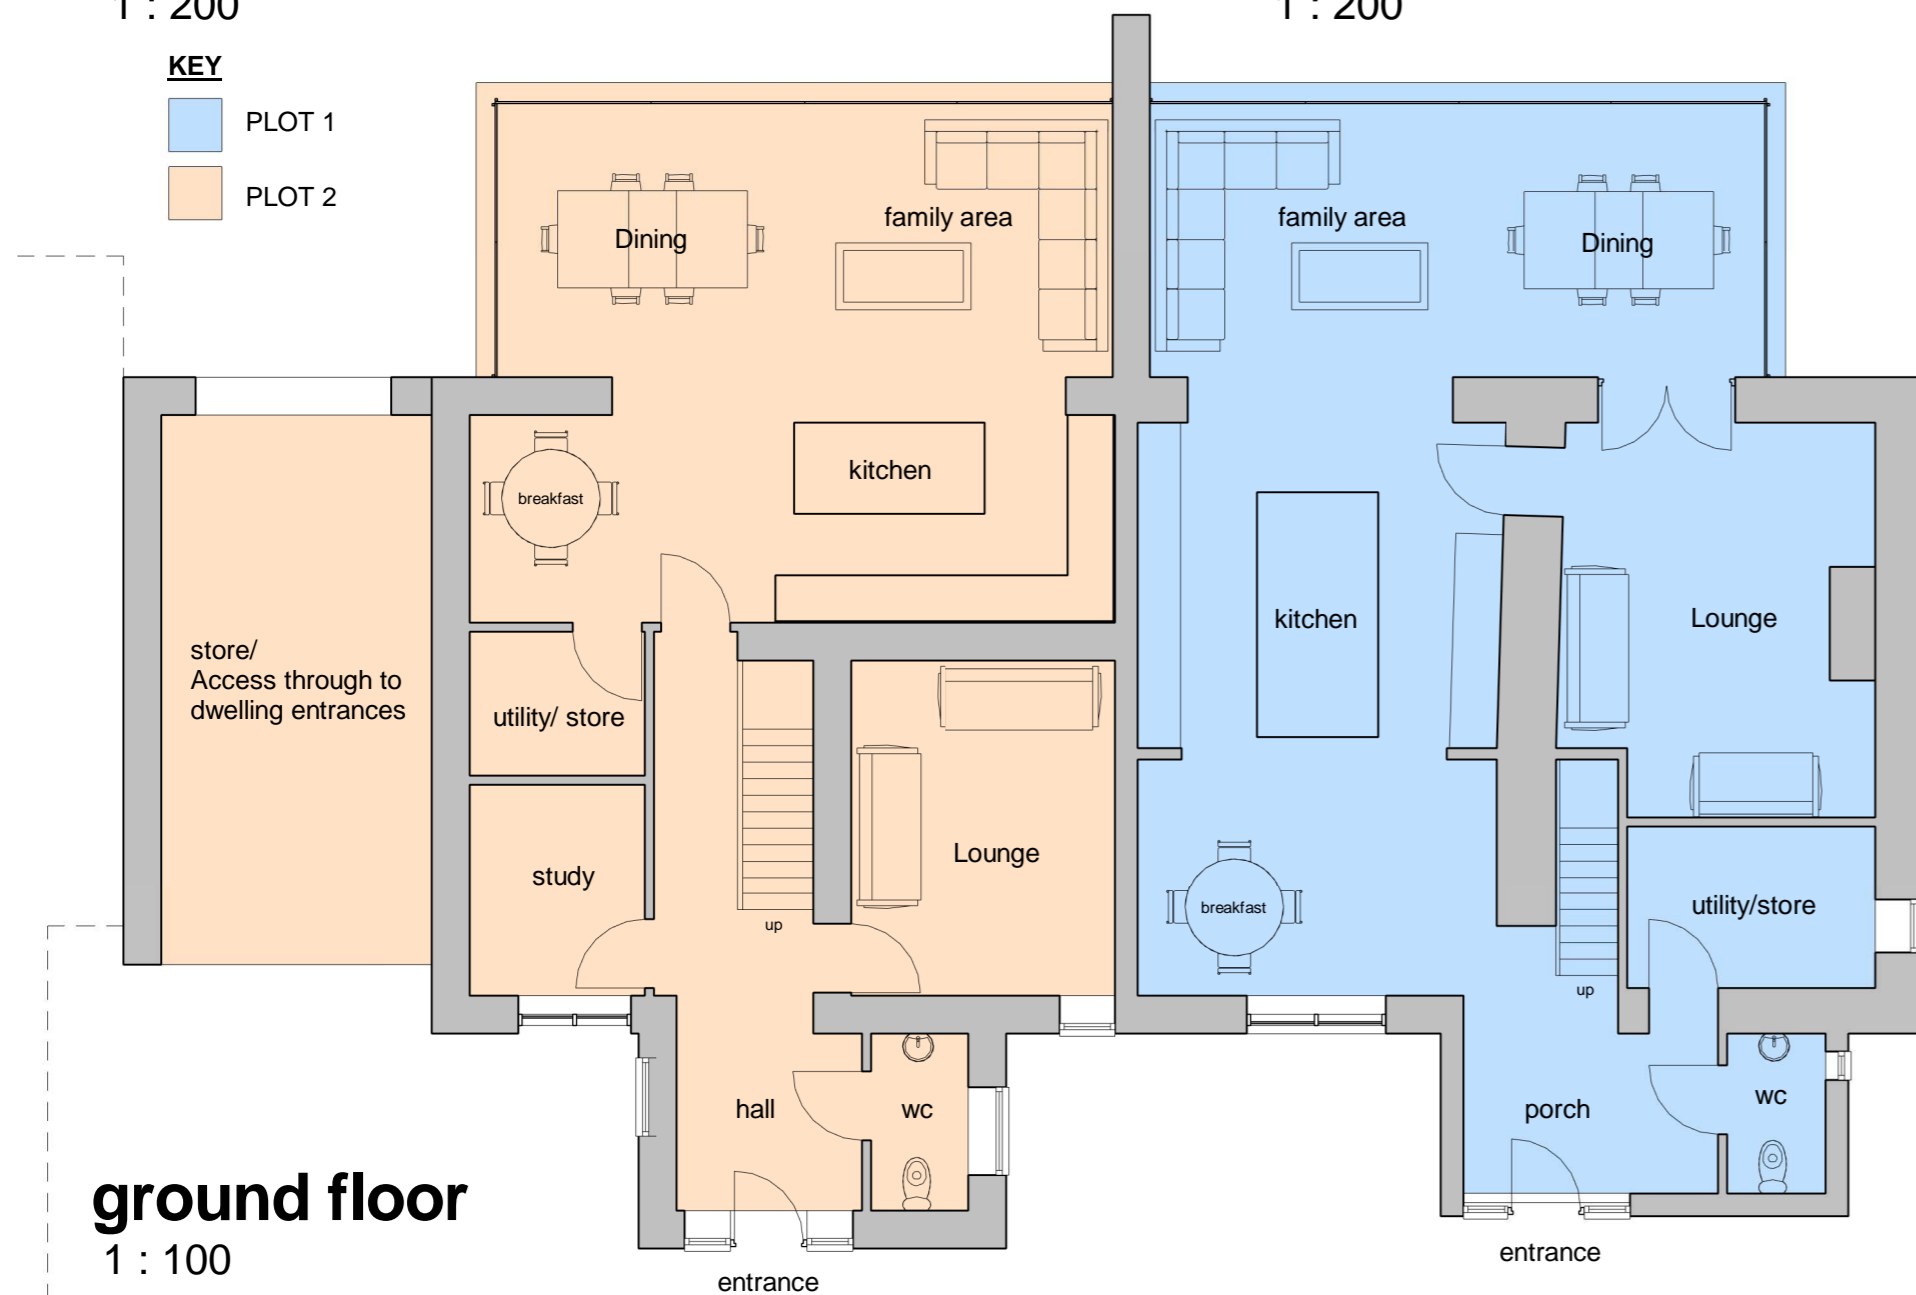 1 : 200
1 : 200
KEY
PLOT 1
PLOT 2
family area
family area
Dining
Dining
kitchen
breakfast
kitchen
Lounge
store/
Access through to
dwelling entrances
utility/ store
Lounge
study
up
utility/store
breakfast
up
hall
wc
porch
wc
ground floor
1 : 100
entrance
entrance